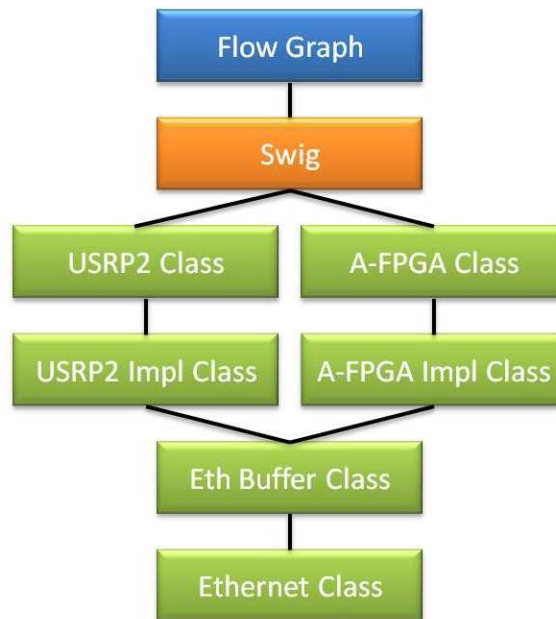 Flow Graph
Swig
USRP2 Class
A-FPGA Class
USRP2 Impl Class
A-FPGA Impl Class
Eth Buffer Class
Ethernet Class